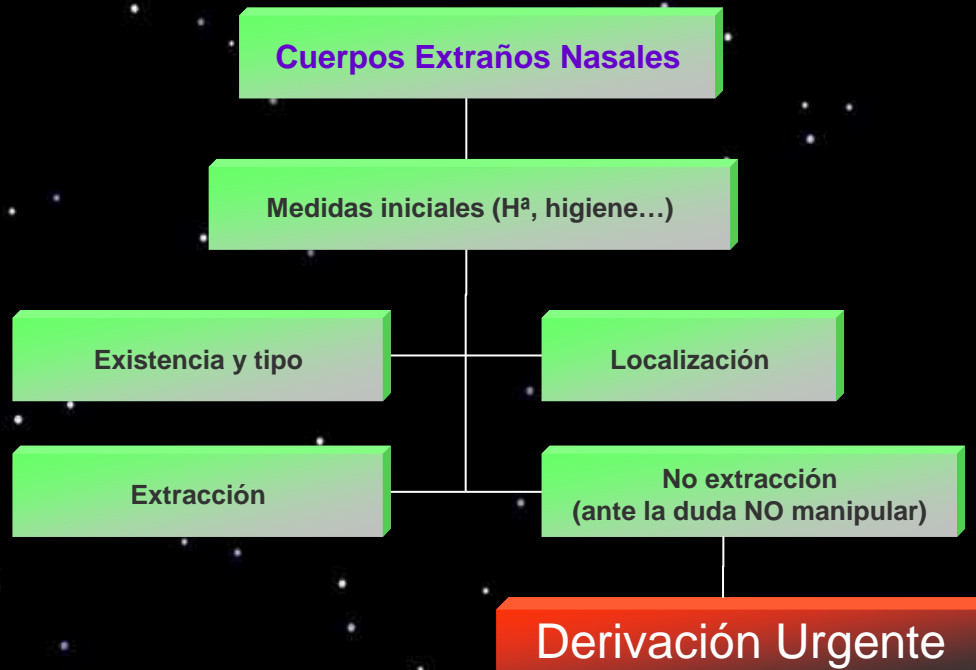 Cuerpos Extraños Nasales
Medidas iniciales (Hª, higiene…)
Existencia y tipo
Localización
Extracción
No extracción
(ante la duda NO manipular)
Derivación Urgente